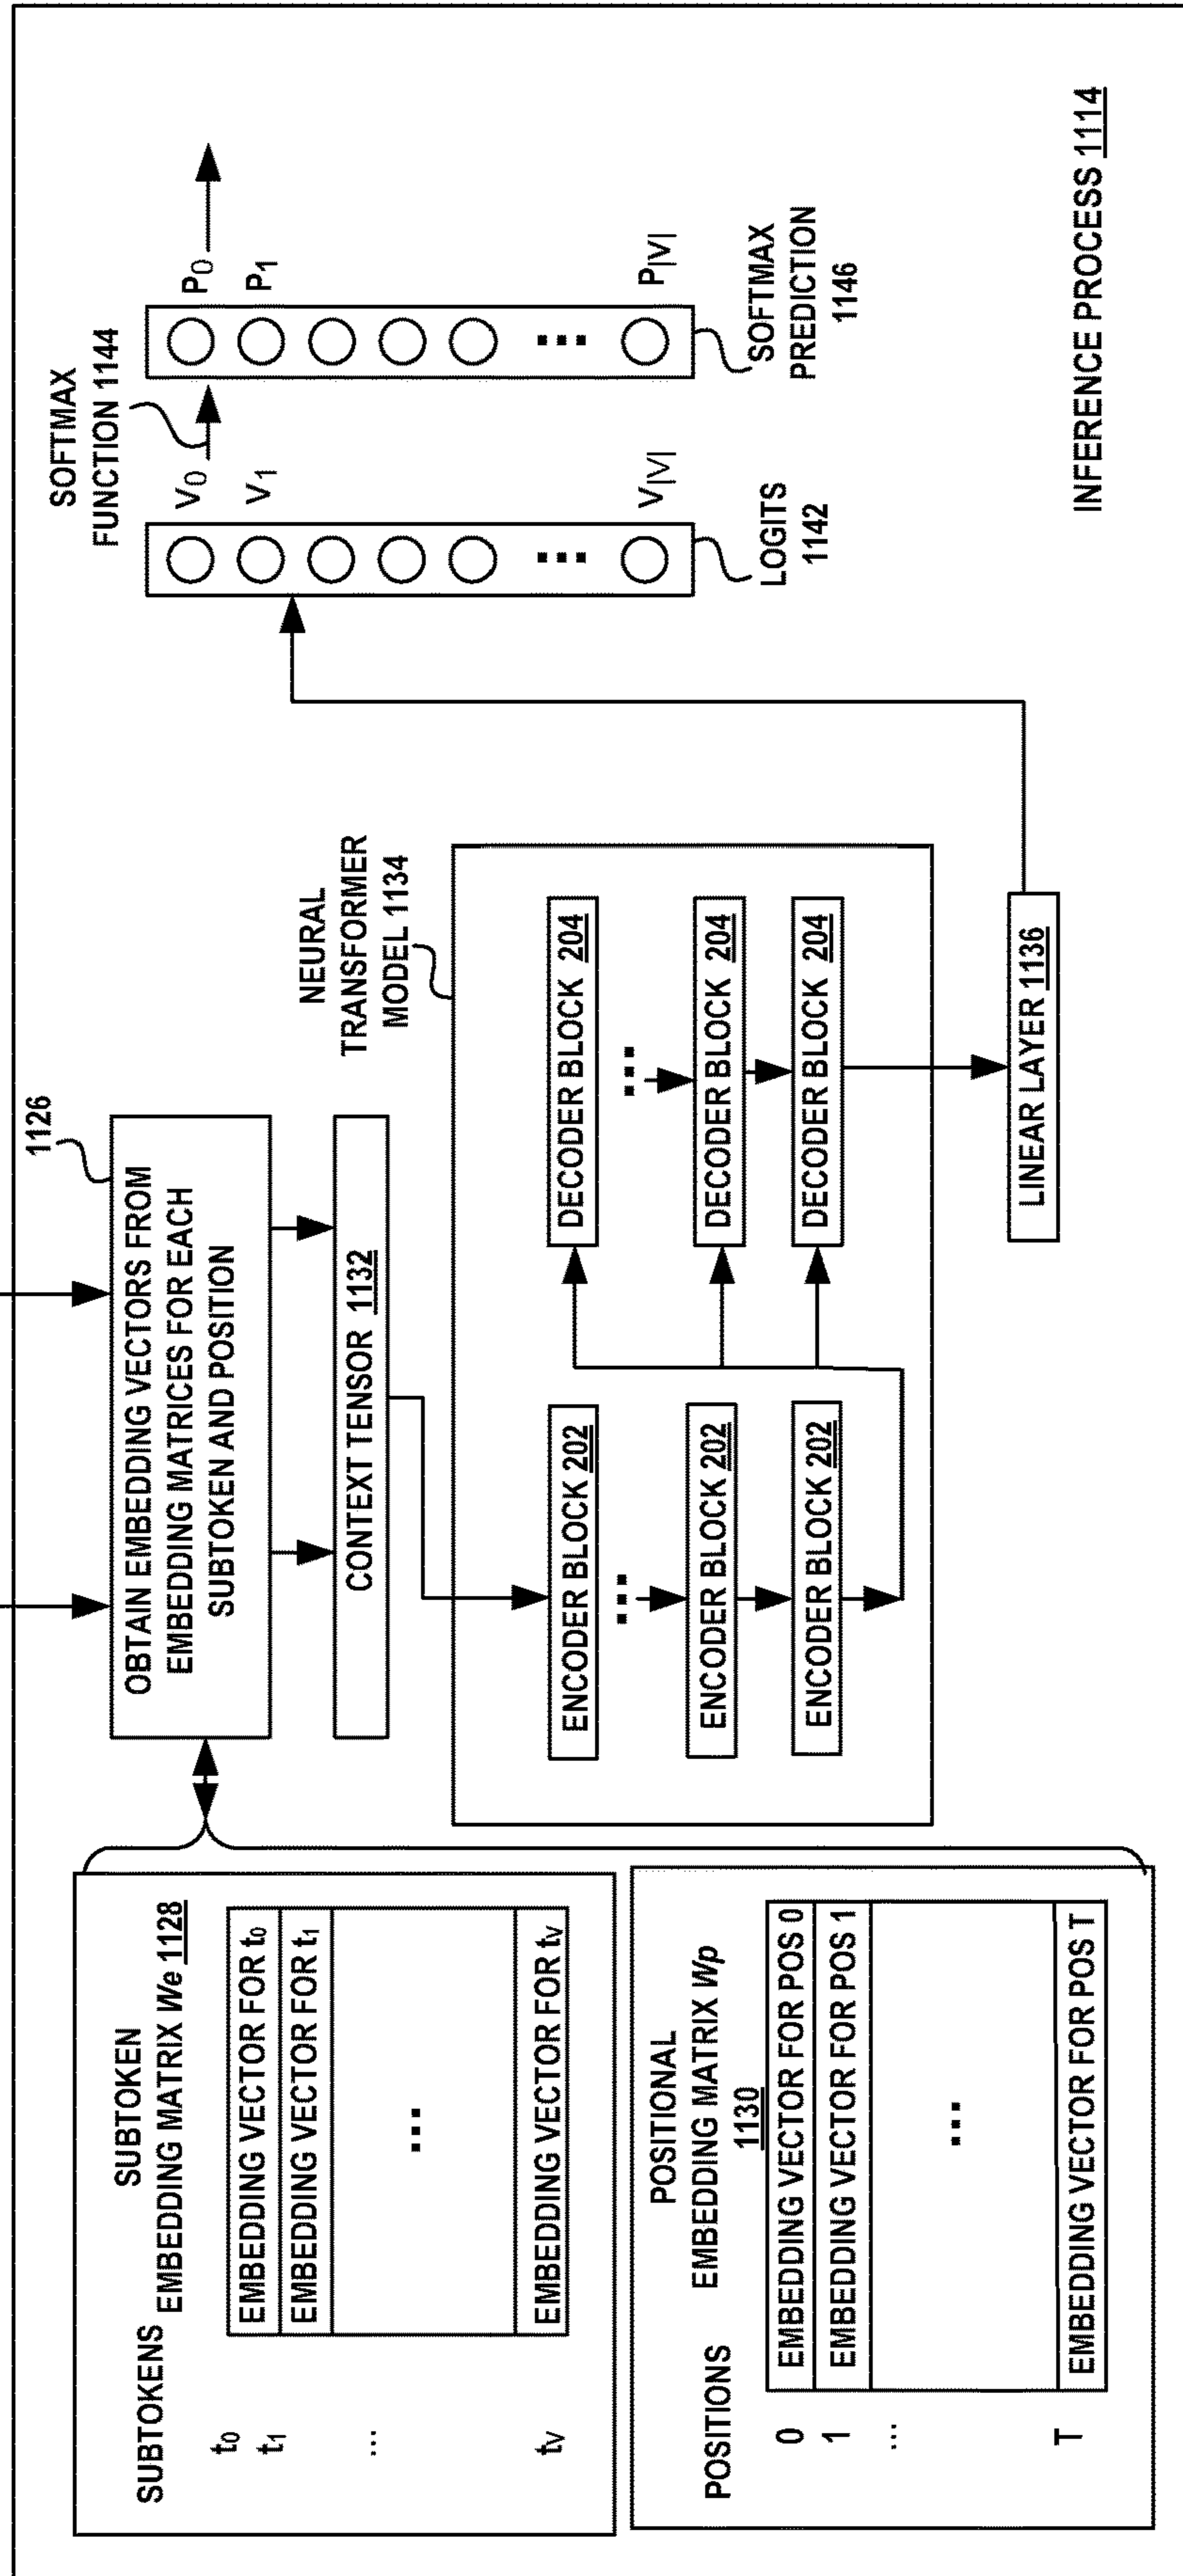 1126
OBTAIN EMBEDDING VECTORS FROM
EMBEDDING MATRICES FOR EACH
SUBTOKEN AND POSITION
CONTEXT TENSOR 1132
SUBTOKEN
SUBTOKENS EMBEDDING MATRIX We 1128
t0 EMBEDDING VECTOR FOR t0
t1 EMBEDDING VECTOR FOR t1
... ...
tV EMBEDDING VECTOR FOR tV
POSITIONAL
POSITIONS EMBEDDING MATRIX Wp
1130
0 EMBEDDING VECTOR FOR POS 0
1 EMBEDDING VECTOR FOR POS 1
... ...
T EMBEDDING VECTOR FOR POS T
NEURAL
TRANSFORMER
MODEL 1134
ENCODER BLOCK 202
...
ENCODER BLOCK 202
ENCODER BLOCK 202
DECODER BLOCK 204
...
DECODER BLOCK 204
DECODER BLOCK 204
LINEAR LAYER 1136
SOFTMAX
FUNCTION 1144
V0
V1
...
V|V|
LOGITS
1142
P0
P1
...
P|V|
SOFTMAX
PREDICTION
1146
INFERENCE PROCESS 1114